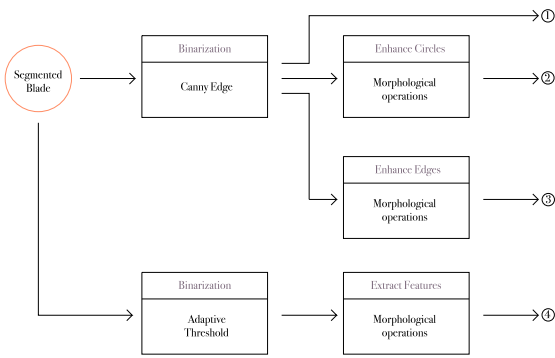 ①
Binarization
Enhance Circles
Segmented
Blade
Canny Edge
Morphological
operations
②
Enhance Edges
Morphological
operations
③
Binarization
Extract Features
Adaptive
Threshold
Morphological
operations
④